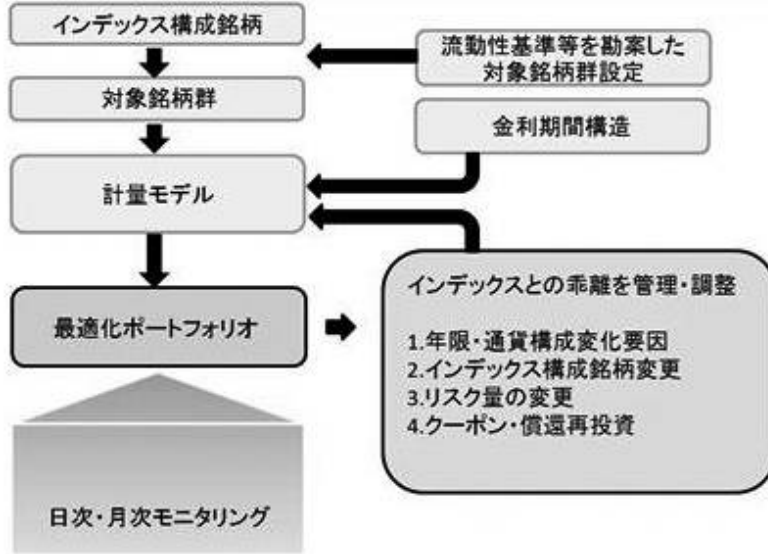 インデックス構成銘柄
流動性基準等を勘案した
対象銘柄群設定
対象銘柄群
金利期間構造
計量モデル
最適化ポートフォリオ
インデックスとの乖離を管理・調整
1.年限・通貨構成変化要因
2.インデックス構成銘柄変更
3.リスク量の変更
4.クーポン・償還再投資
日次・月次モニタリング